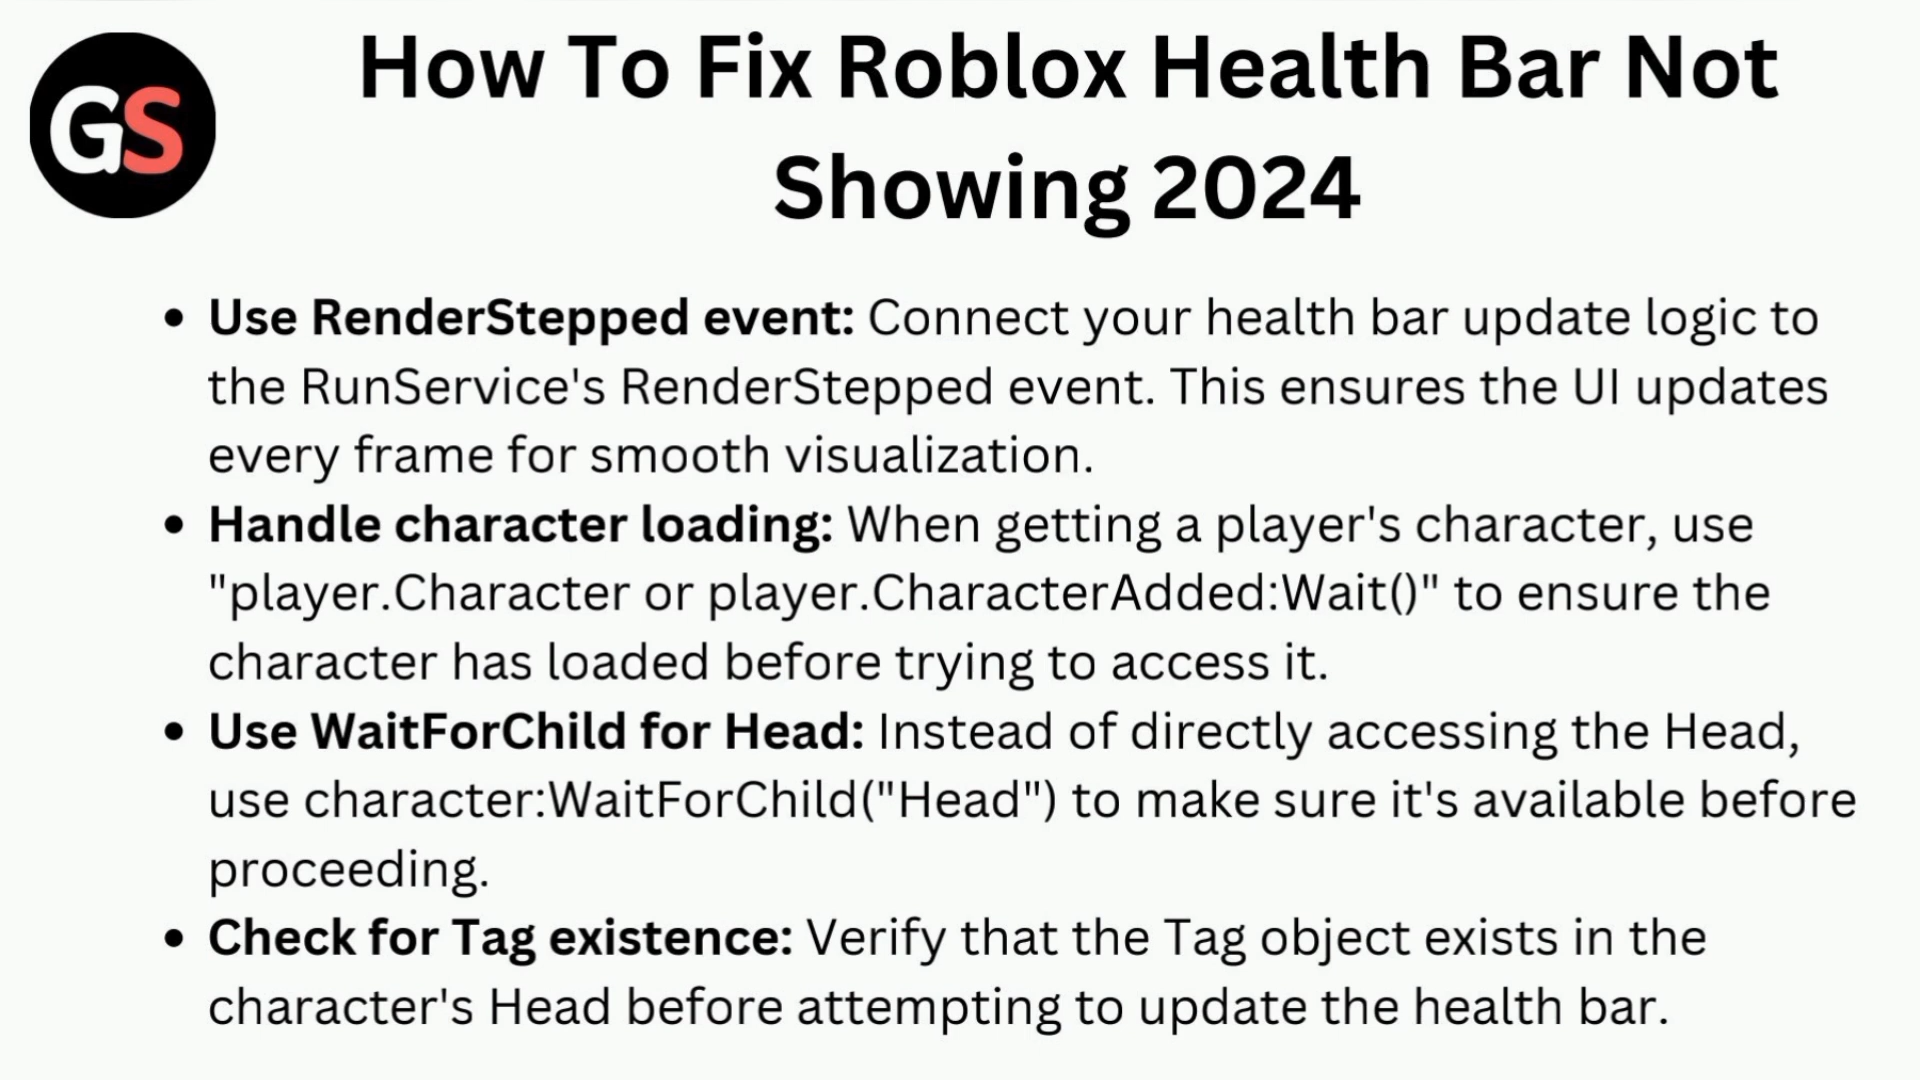 GS
How To Fix Roblox Health Bar Not
Showing 2024
• Use RenderStepped event: Connect your health bar update logic to
the RunService's RenderStepped event. This ensures the UI updates
every frame for smooth visualization.
• Handle character loading: When getting a player's character, use
"player.Character or player.CharacterAdded:Wait()" to ensure the
character has loaded before trying to access it.
• Use WaitForChild for Head: Instead of directly accessing the Head,
use character:WaitForChild("Head") to make sure it's available before
proceeding.
• Check for Tag existence: Verify that the Tag object exists in the
character's Head before attempting to update the health bar.